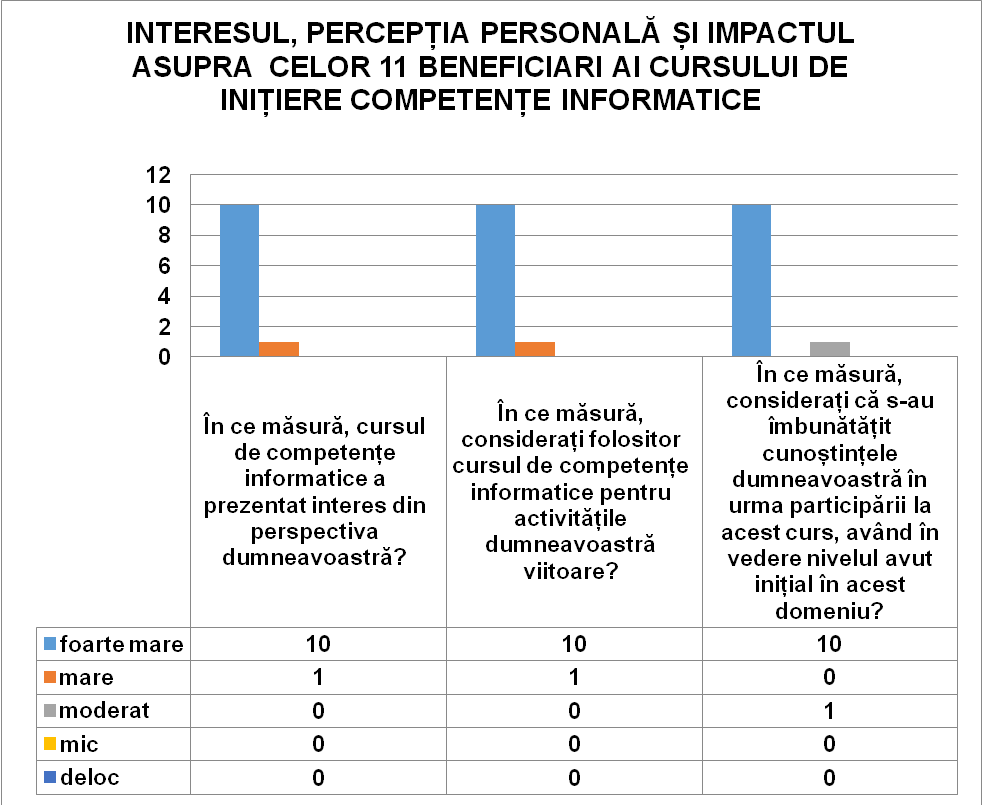 INTERESUL, PERCEPȚIA PERSONALĂ ȘI IMPACTUL
ASUPRA CELOR 11 BENEFICIARI AI CURSULUI DE
INIȚIERE COMPETENȚE INFORMATICE
12
10
8
6
4
2
0
În ce măsură, cursul
de competențe
informatice a
prezentat interes din
perspectiva
dumneavoastră?
În ce măsură,
considerați folositor
cursul de competențe
informatice pentru
activitățile
dumneavoastră
viitoare?
În ce măsură,
considerați că s-au
îmbunătățit
cunoștințele
dumneavoastră în
urma participării la
acest curs, având în
vedere nivelul avut
inițial în acest
domeniu?
foarte mare 10 10 10
mare 1 1 0
moderat 0 0 1
mic 0 0 0
deloc 0 0 0